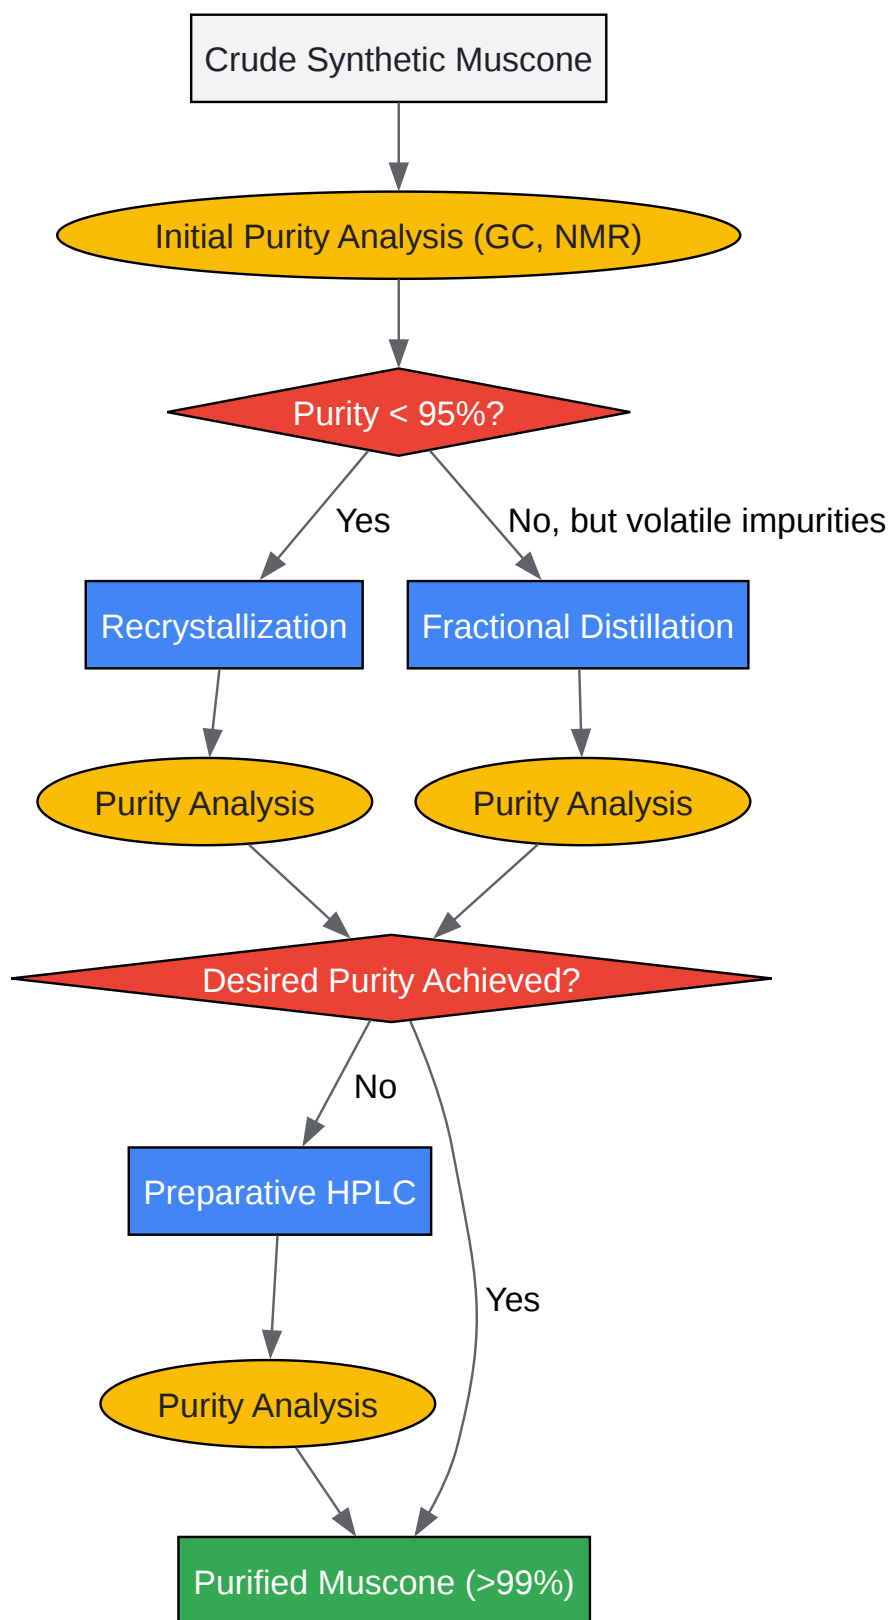 Crude Synthetic Muscone
Initial Purity Analysis (GC, NMR)
Purity < 95%?
Yes
No, but volatile impurities
Recrystallization
Fractional Distillation
Purity Analysis
Purity Analysis
Desired Purity Achieved?
No
Preparative HPLC
Yes
Purity Analysis
Purified Muscone (>99%)